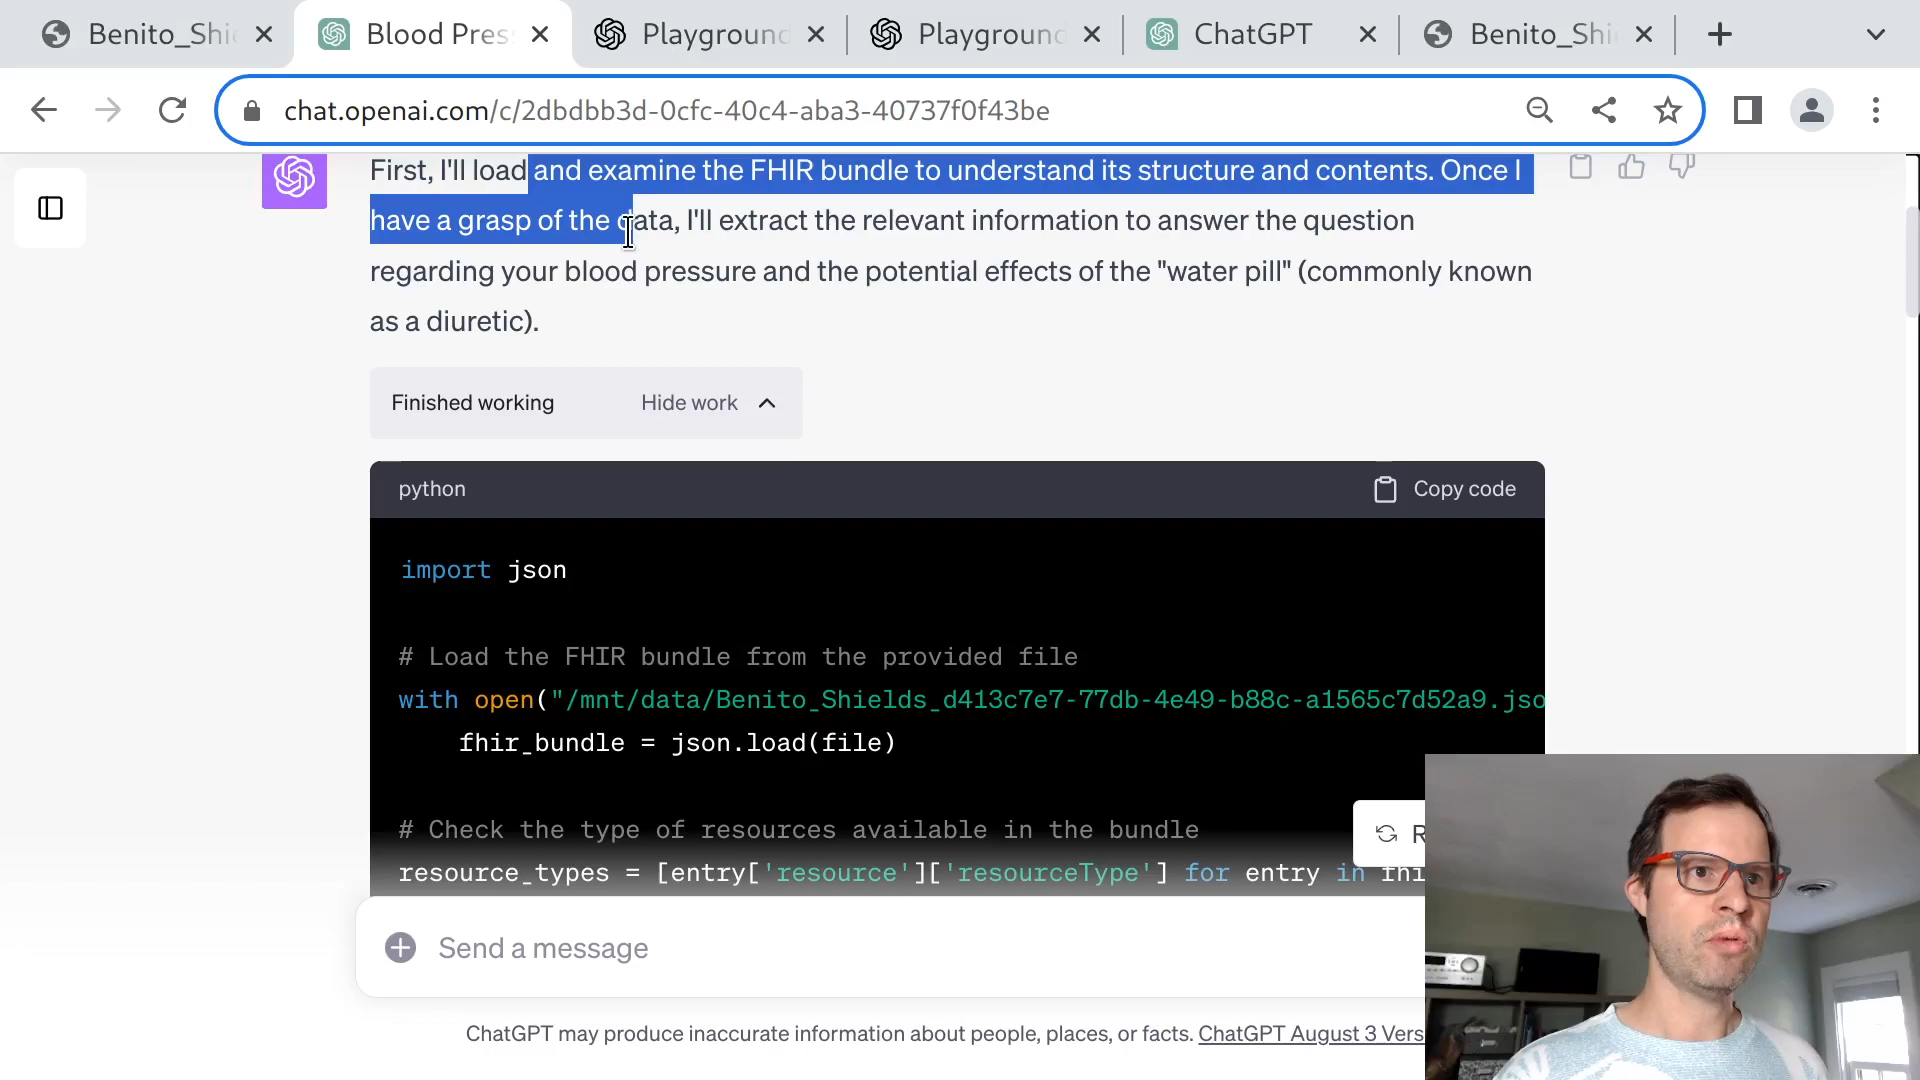 Benito_Shi
Blood Pres
Playground
Playground
ChatGPT
Benito_Shi
chat.openai.com/c/2dbdbb3d-0cfc-40c4-aba3-40737f0f43be
First, I'll load and examine the FHIR bundle to understand its structure and contents. Once I
have a grasp of the data, I'll extract the relevant information to answer the question
regarding your blood pressure and the potential effects of the "water pill" (commonly known
as a diuretic).
Finished working Hide work
python Copy code
import json
# Load the FHIR bundle from the provided file
with open("/mnt/data/Benito_Shields_d413c7e7-77db-4e49-b88c-a1565c7d52a9.jso
fhir_bundle = json.load(file)
# Check the type of resources available in the bundle
R
resource_types = [entry['resource']['resourceType'] for entry in fhi
Send a message
ChatGPT may produce inaccurate information about people, places, or facts. ChatGPT August 3 Vers